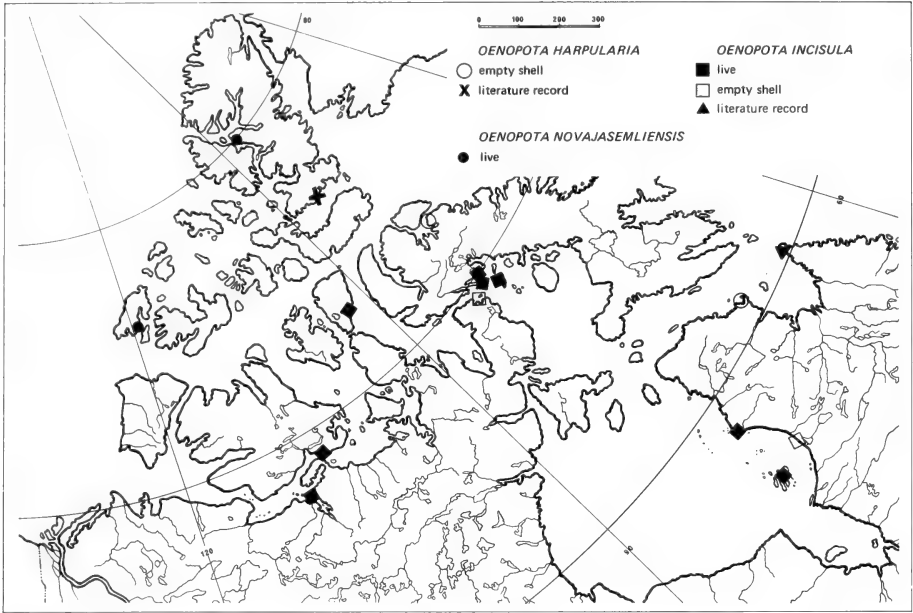 0 100 200 300
OENOPOTA HARPULARIA
empty shell
literature record
OENOPOTA NOVAJASEMLIENSIS
live
OENOPOTA INCISULA
live
empty shell
literature record
80
120